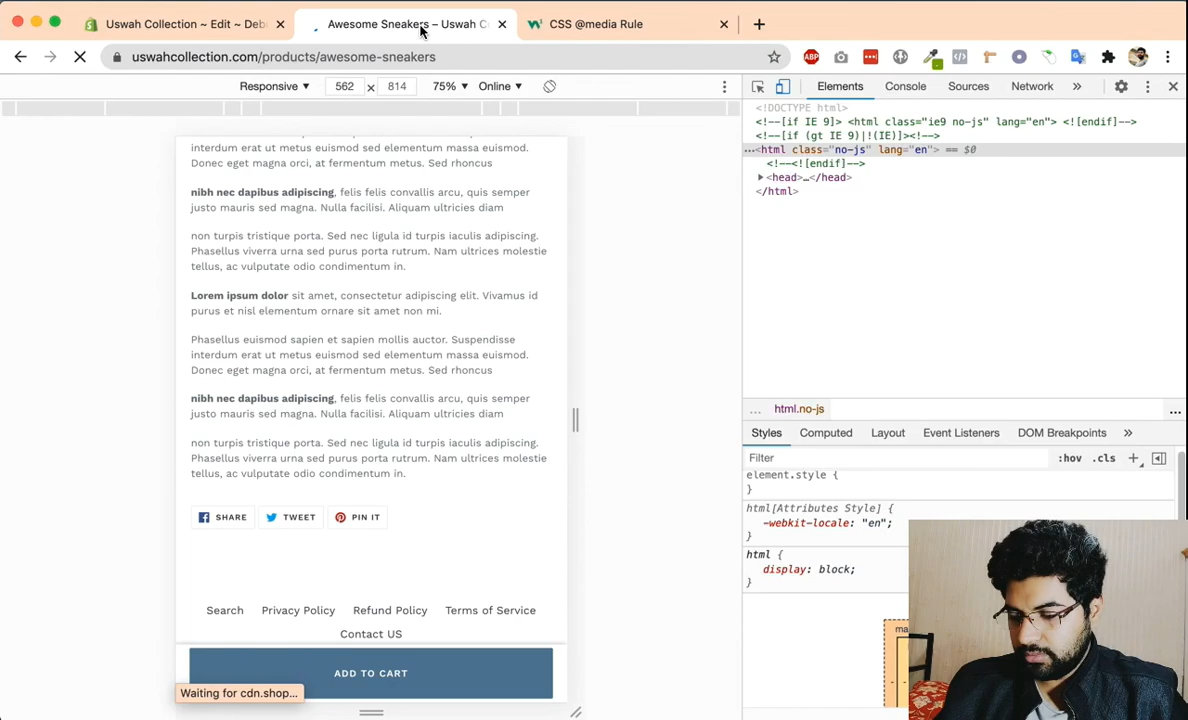 Uswah Collection ~ Edit ~ Deb
Awesome Sneakers – Uswah C
CSS @media Rule
uswahcollection.com/products/awesome-sneakers
ABP
Responsive ▼ 562 × 814 75% ▼ Online ▼
Elements Console Sources Network »
<!DOCTYPE html>
<!--[if IE 9]> <html class="ie9 no-js" lang="en"> <![endif]-->
<!--[if (gt IE 9)|!(IE)]><!-->
…<html class="no-js" lang="en"> == $0
<!--<![endif]-->
▶<head>…</head>
</html>
interdum erat ut metus euismod sed elementum massa euismod.
Donec eget magna orci, at fermentum metus. Sed rhoncus
nibh nec dapibus adipiscing, felis felis convallis arcu, quis semper
justo mauris sed magna. Nulla facilisi. Aliquam ultricies diam
non turpis tristique porta. Sed nec ligula id turpis iaculis adipiscing.
Phasellus viverra urna sed purus porta rutrum. Nam ultrices molestie
tellus, ac vulputate odio condimentum in.
Lorem ipsum dolor sit amet, consectetur adipiscing elit. Vivamus id
purus et nisl elementum ornare sit amet non mi.
Phasellus euismod sapien et sapien mollis auctor. Suspendisse
interdum erat ut metus euismod sed elementum massa euismod.
Donec eget magna orci, at fermentum metus. Sed rhoncus
nibh nec dapibus adipiscing, felis felis convallis arcu, quis semper
justo mauris sed magna. Nulla facilisi. Aliquam ultricies diam
non turpis tristique porta. Sed nec ligula id turpis iaculis adipiscing.
Phasellus viverra urna sed purus porta rutrum. Nam ultrices molestie
tellus, ac vulputate odio condimentum in.
SHARE TWEET PIN IT
Search Privacy Policy Refund Policy Terms of Service
Contact US
ADD TO CART
Waiting for cdn.shop...
… html.no-js …
Styles Computed Layout Event Listeners DOM Breakpoints »
Filter :hov .cls +
element.style {
}
html[Attributes Style] {
-webkit-locale: "en";
}
html {
display: block;
}
ma